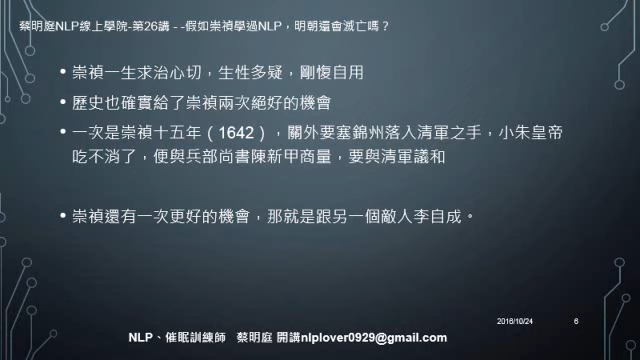 蔡明庭NLP線上學院-第26講 - -假如崇禎學過NLP，明朝還會滅亡嗎？
• 崇禎一生求治心切，生性多疑，剛愎自用
• 歷史也確實給了崇禎兩次絕好的機會
• 一次是崇禎十五年（1642），關外要塞錦州落入清軍之手，小朱皇帝
吃不消了，便與兵部尚書陳新甲商量，要與清軍議和
• 崇禎還有一次更好的機會，那就是跟另一個敵人李自成。
2016/10/24
6
NLP、催眠訓練師 蔡明庭 開講nlplover0929@gmail.com